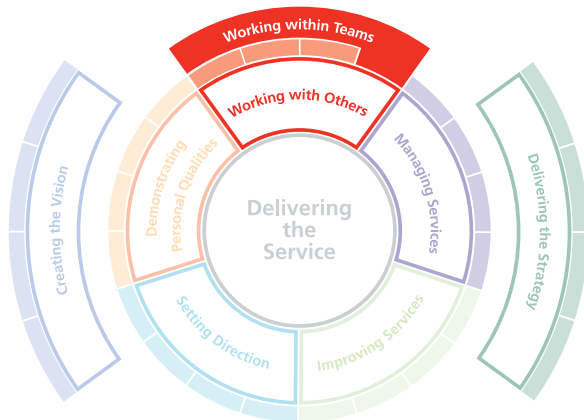 Working within Teams
Working with Others
Demonstrating
Personal Qualities
Managing Services
Creating the Vision
Delivering
the
Service
Delivering the Strategy
Setting Direction
Improving Services